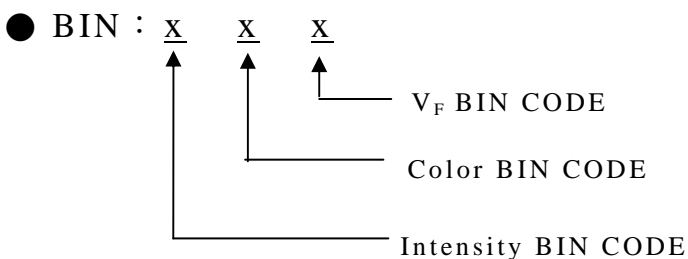 ● BIN：x x x
V_F BIN CODE
Color BIN CODE
Intensity BIN CODE